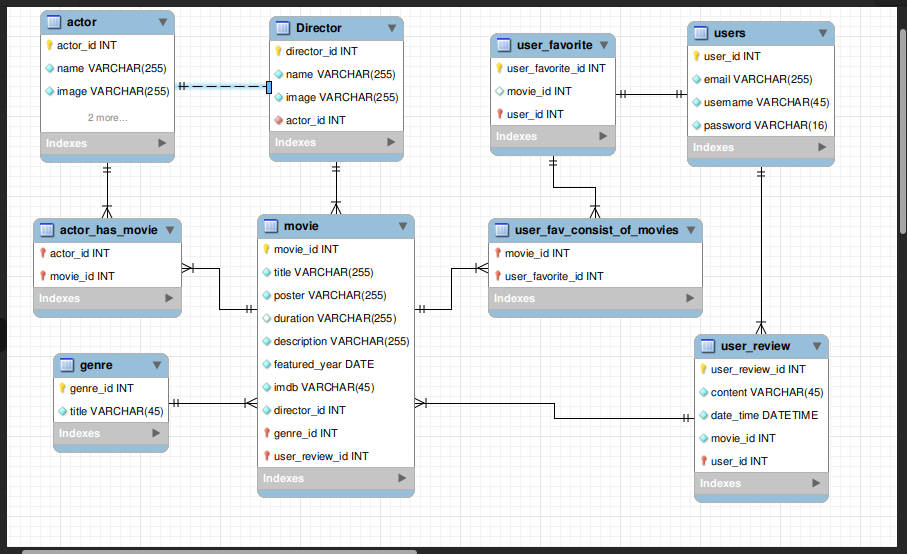 actor
actor_id INT
name VARCHAR(255)
image VARCHAR(255)
2 more...
Indexes
Director
director_id INT
name VARCHAR(255)
image VARCHAR(255)
actor_id INT
Indexes
user_favorite
user_favorite_id INT
movie_id INT
user_id INT
Indexes
users
user_id INT
email VARCHAR(255)
username VARCHAR(45)
password VARCHAR(16)
Indexes
actor_has_movie
actor_id INT
movie_id INT
Indexes
movie
movie_id INT
title VARCHAR(255)
poster VARCHAR(255)
duration VARCHAR(255)
description VARCHAR(255)
featured_year DATE
imdb VARCHAR(45)
director_id INT
genre_id INT
user_review_id INT
Indexes
user_fav_consist_of_movies
movie_id INT
user_favorite_id INT
Indexes
genre
genre_id INT
title VARCHAR(45)
Indexes
user_review
user_review_id INT
content VARCHAR(45)
date_time DATETIME
movie_id INT
user_id INT
Indexes